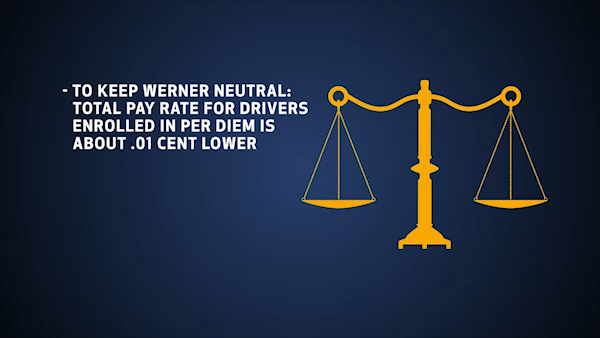 - TO KEEP WERNER NEUTRAL:
TOTAL PAY RATE FOR DRIVERS
ENROLLED IN PER DIEM IS
ABOUT .01 CENT LOWER